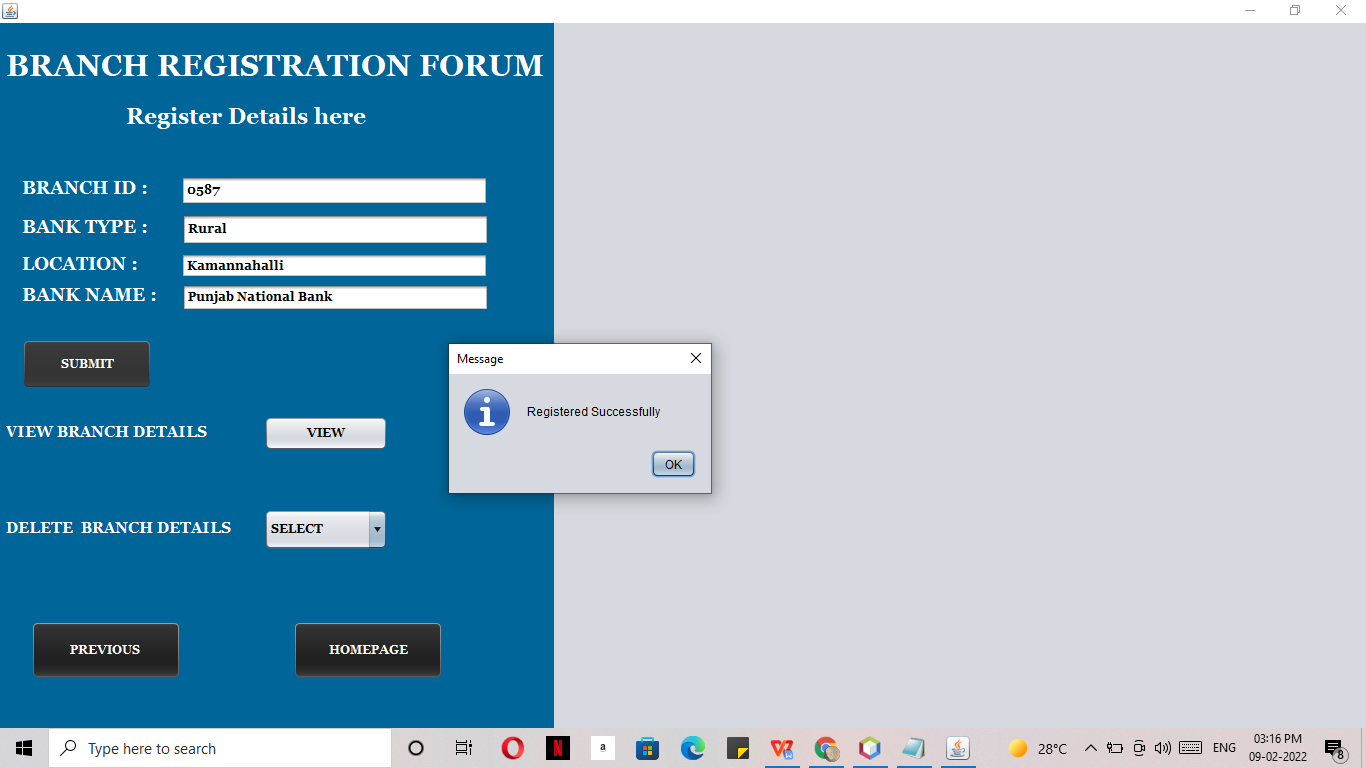 BRANCH REGISTRATION FORUM
Register Details here
BRANCH ID : 0587
BANK TYPE : Rural
LOCATION : Kamannahalli
BANK NAME : Punjab National Bank
SUBMIT
Message
Registered Successfully
OK
VIEW BRANCH DETAILS VIEW
DELETE BRANCH DETAILS SELECT
PREVIOUS HOMEPAGE
Type here to search
N
a
W
28°C
ENG
03:16 PM
09-02-2022
8